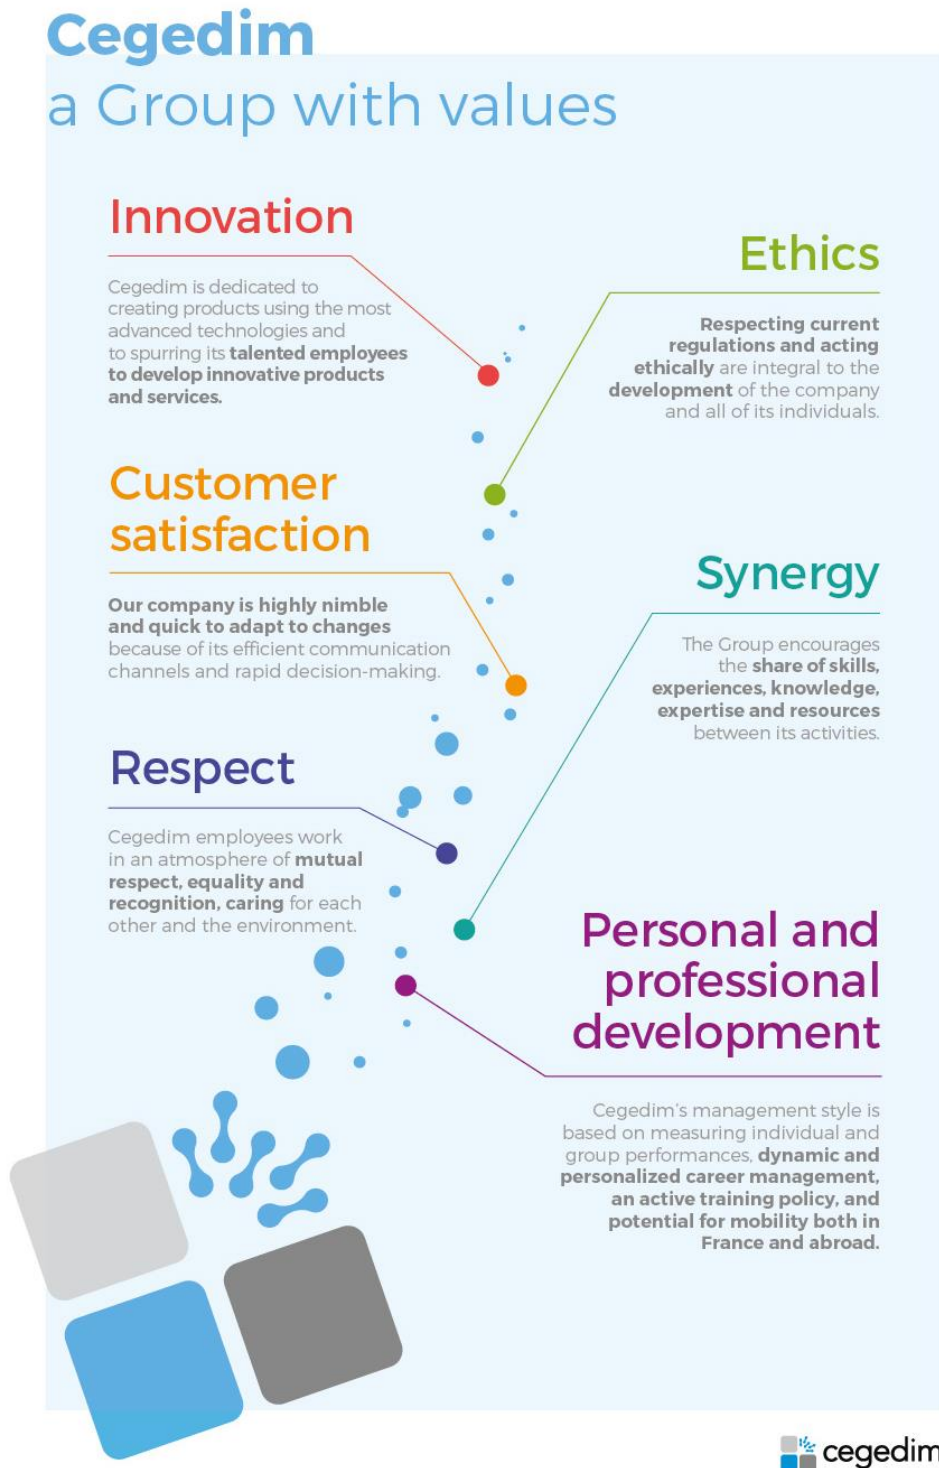 Cegedim
a Group with values
Innovation
Cegedim is dedicated to
creating products using the most
advanced technologies and
to spurring its talented employees
to develop innovative products
and services.
Ethics
Respecting current
regulations and acting
ethically are integral to the
development of the company
and all of its individuals.
Customer
satisfaction
Our company is highly nimble
and quick to adapt to changes
because of its efficient communication
channels and rapid decision-making.
Synergy
The Group encourages
the share of skills,
experiences, knowledge,
expertise and resources
between its activities.
Respect
Cegedim employees work
in an atmosphere of mutual
respect, equality and
recognition, caring for each
other and the environment.
Personal and
professional
development
Cegedim's management style is
based on measuring individual and
group performances, dynamic and
personalized career management,
an active training policy, and
potential for mobility both in
France and abroad.
cegedim